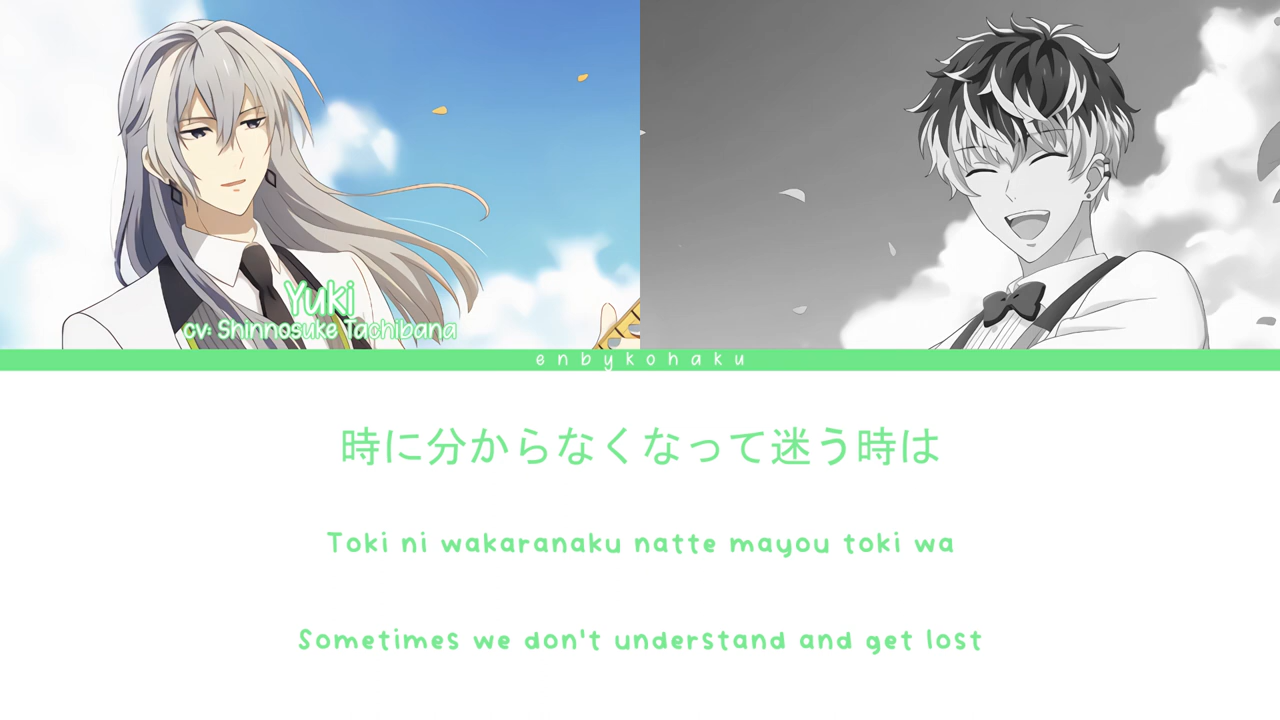 Yuki
cv: Shinnosuke Tachibana
enbykohaku
時に分からなくなって迷う時は
Toki ni wakaranaku natte mayou toki wa
Sometimes we don't understand and get lost